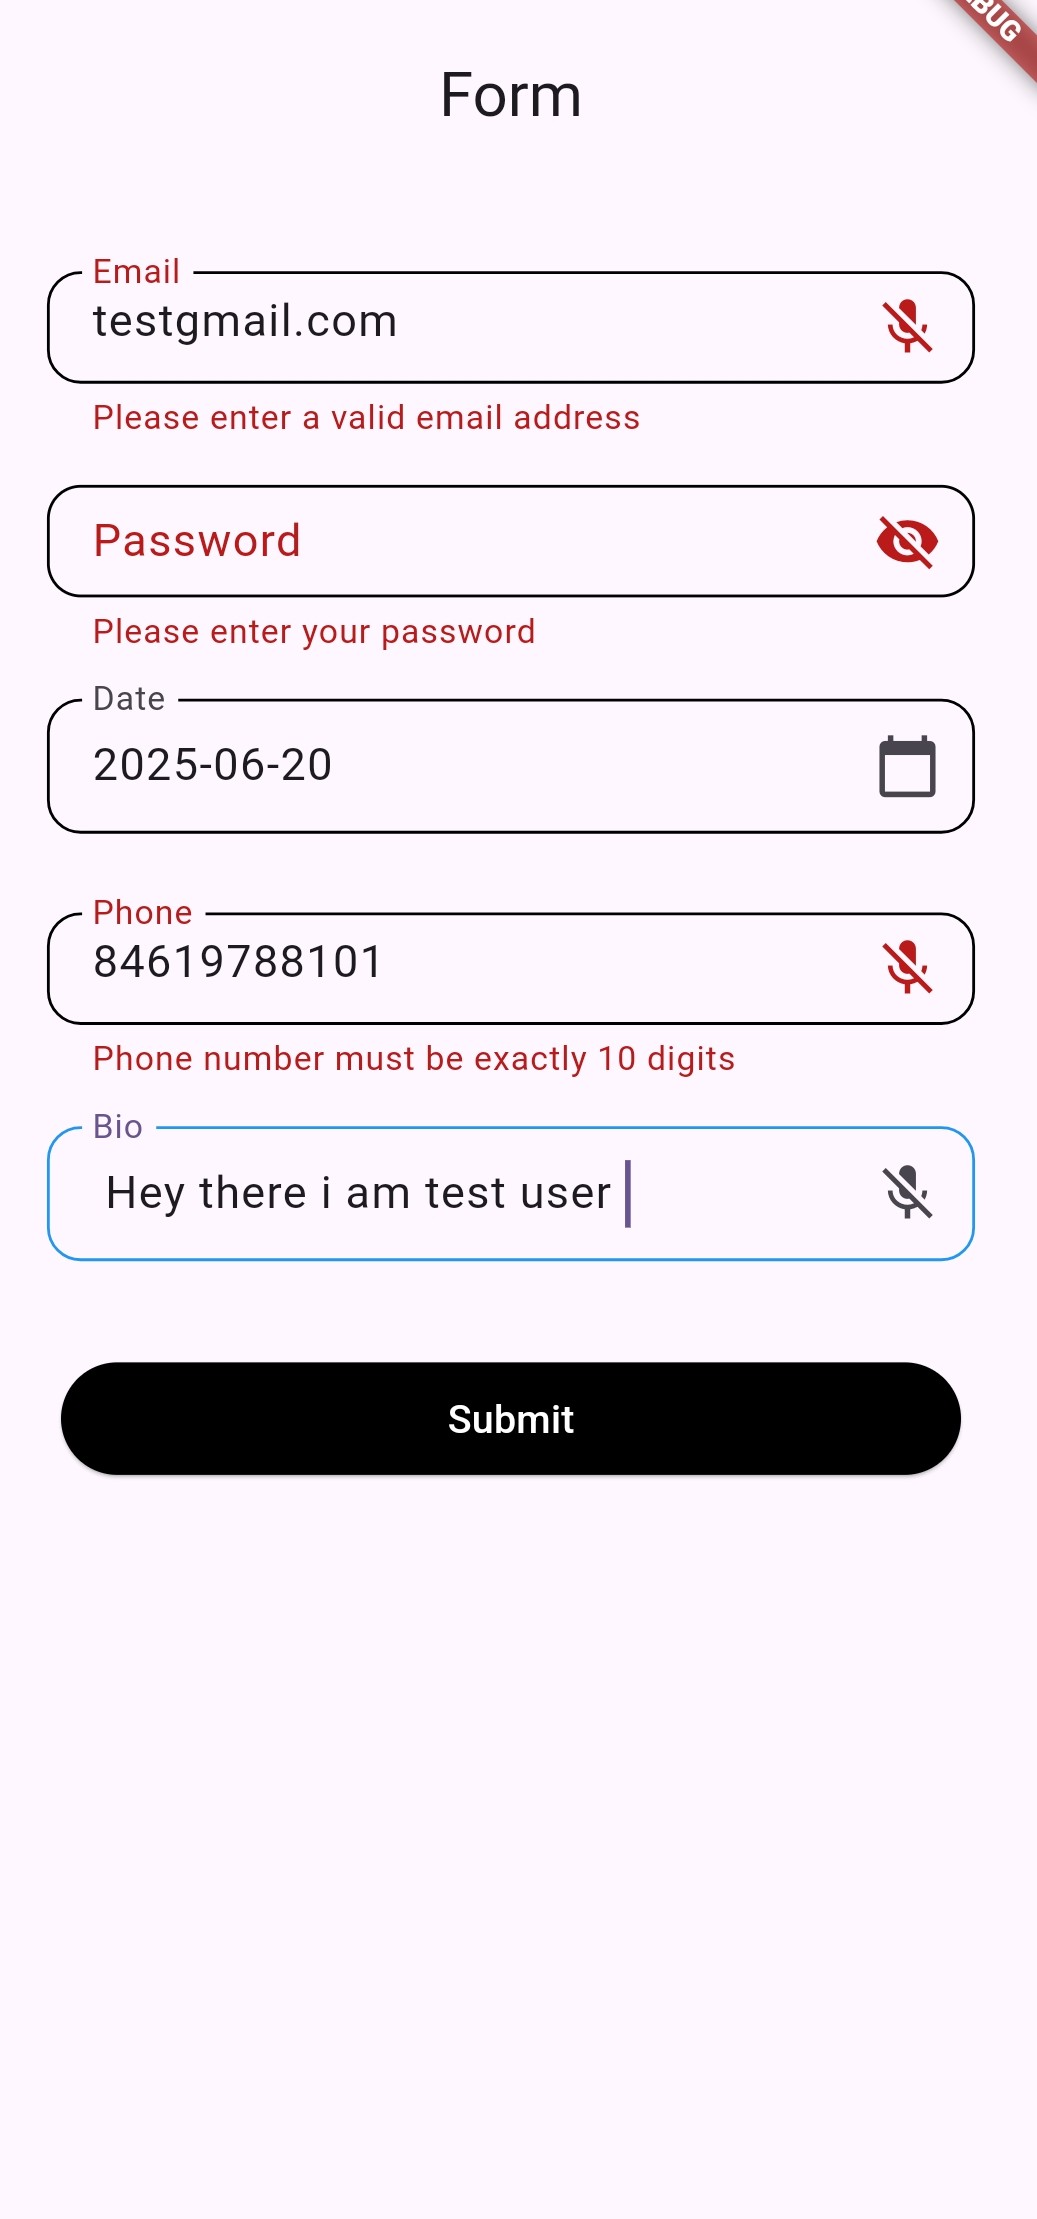 Form
Email
testgmail.com
Please enter a valid email address
Password
Please enter your password
Date
2025-06-20
Phone
84619788101
Phone number must be exactly 10 digits
Bio
Hey there i am test user
Submit